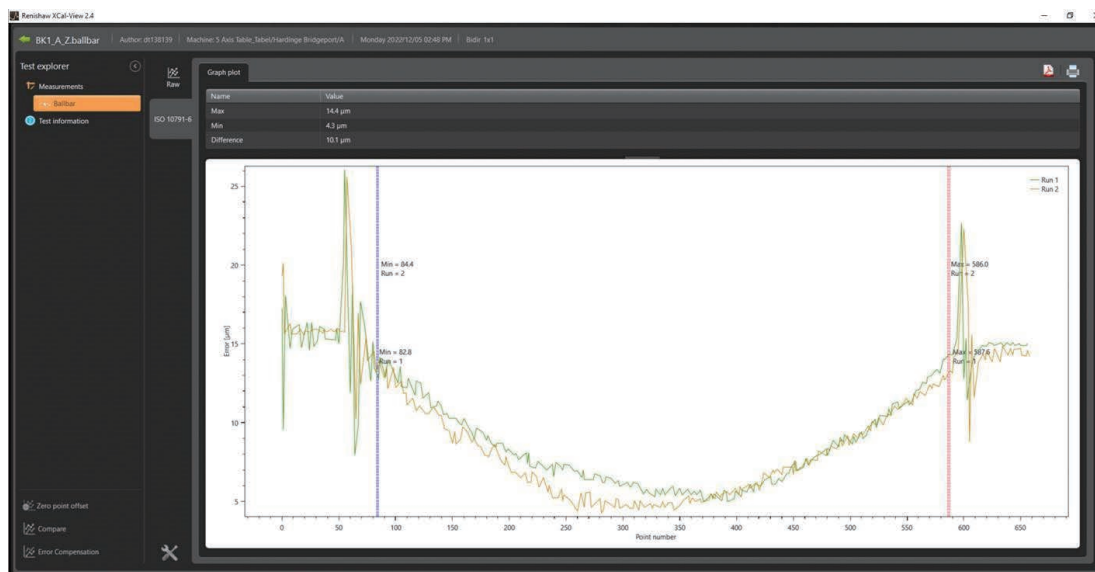 Renishaw XCal-View 2.4
BK1_A_Z.ballbar
Author: dt138139
Machine: 5 Axis Table_Tabel/Hardinge Bridgeport/A
Monday 2022/12/05 02:48 PM
Bidir 1x1
Test explorer
Measurements
Ballbar
Test information
Raw
ISO 10791-6
Graph plot
Name Value
Max 14.4 µm
Min 4.3 µm
Difference 10.1 µm
Run 1
Run 2
Min = 84.4
Run = 2
Max = 586.0
Run = 2
Min = 82.8
Run = 1
Max = 587.6
Run = 1
Error [µm]
25
20
15
10
5
0 50 100 150 200 250 300 350 400 450 500 550 600 650
Point number
Zero point offset
Compare
Error Compensation